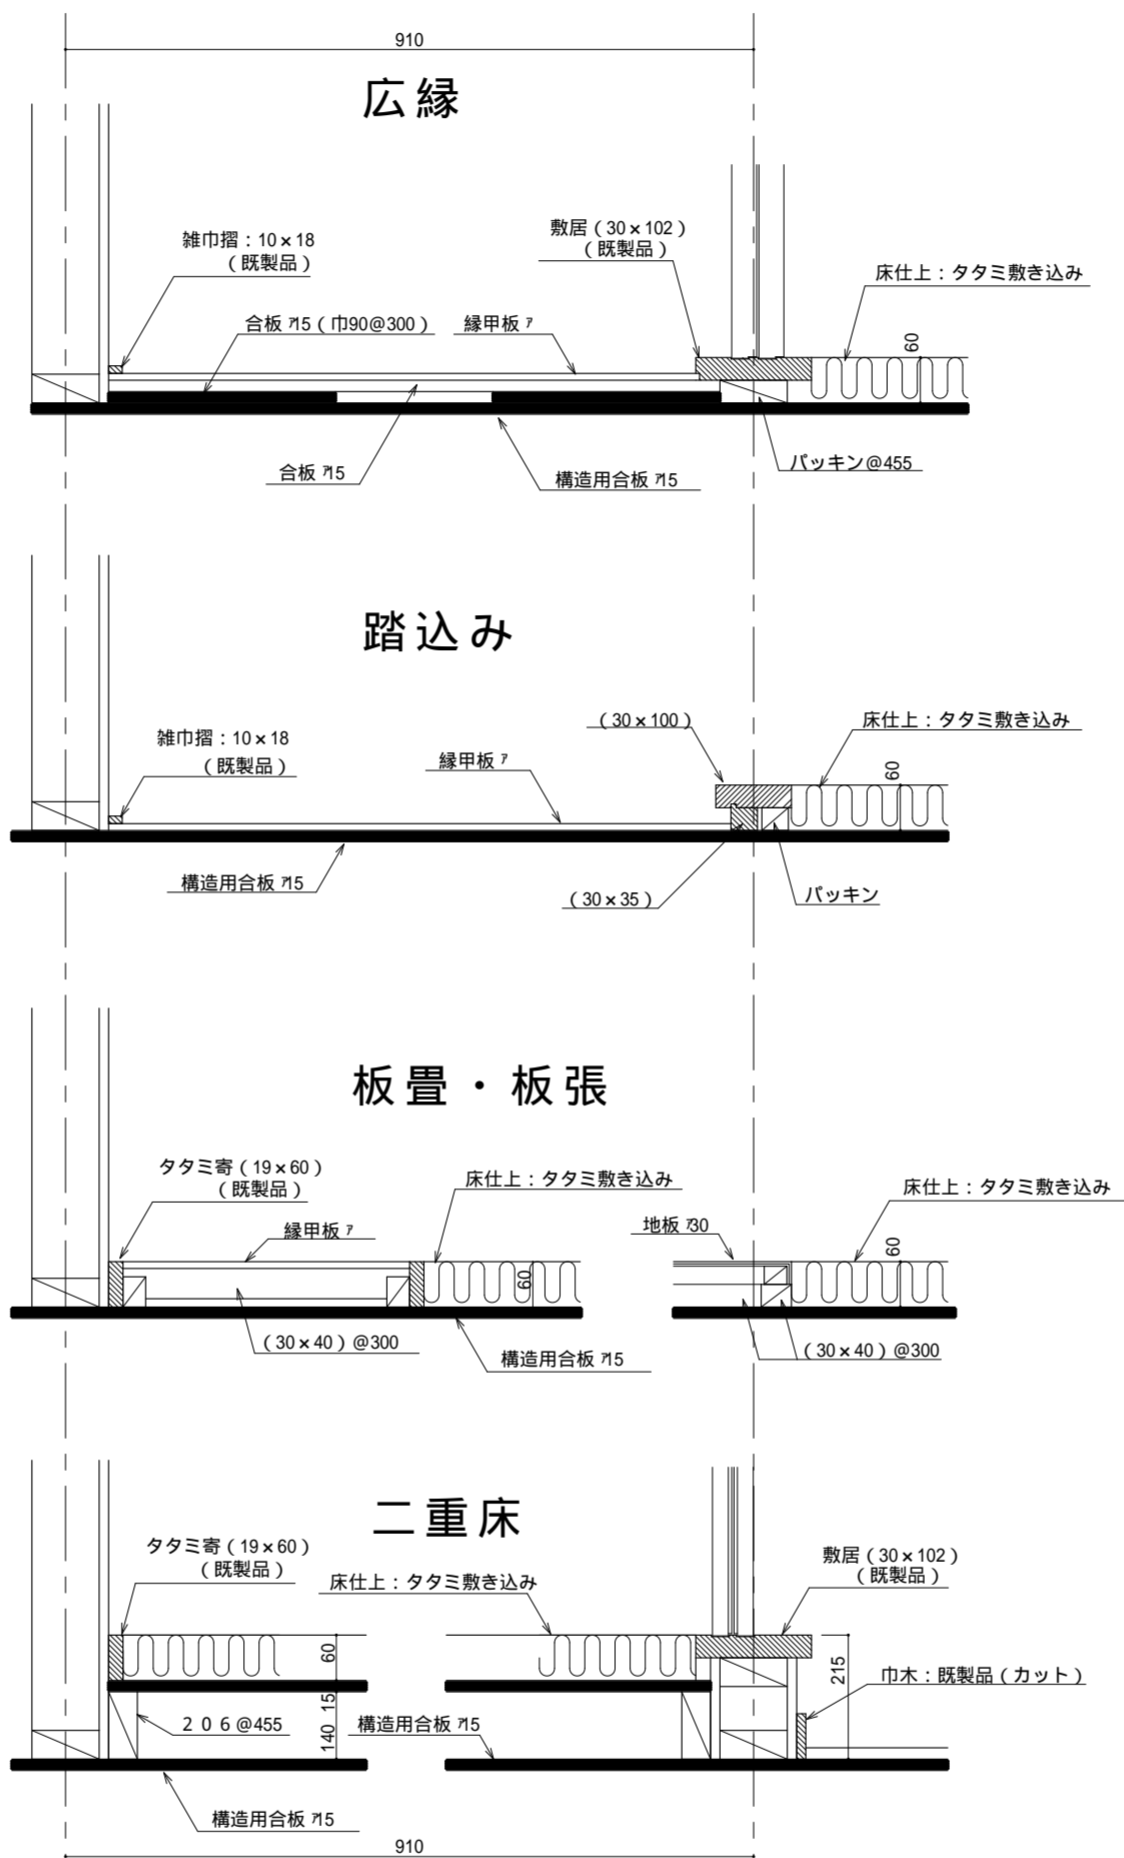 910
広縁
雑巾摺：10×18
（既製品）
敷居（30×102）
（既製品）
床仕上：タタミ敷き込み
合板 ｱ15（巾90@300）
縁甲板 ｱ
60
合板 ｱ15
構造用合板 ｱ15
パッキン@455
踏込み
雑巾摺：10×18
（既製品）
縁甲板 ｱ
（30×100）
床仕上：タタミ敷き込み
60
構造用合板 ｱ15
（30×35）
パッキン
板畳・板張
タタミ寄（19×60）
（既製品）
縁甲板 ｱ
床仕上：タタミ敷き込み
地板 ｱ30
床仕上：タタミ敷き込み
60
60
（30×40）@300
構造用合板 ｱ15
（30×40）@300
二重床
タタミ寄（19×60）
（既製品）
床仕上：タタミ敷き込み
敷居（30×102）
（既製品）
60
15
140
215
巾木：既製品（カット）
２０６@455
構造用合板 ｱ15
構造用合板 ｱ15
910